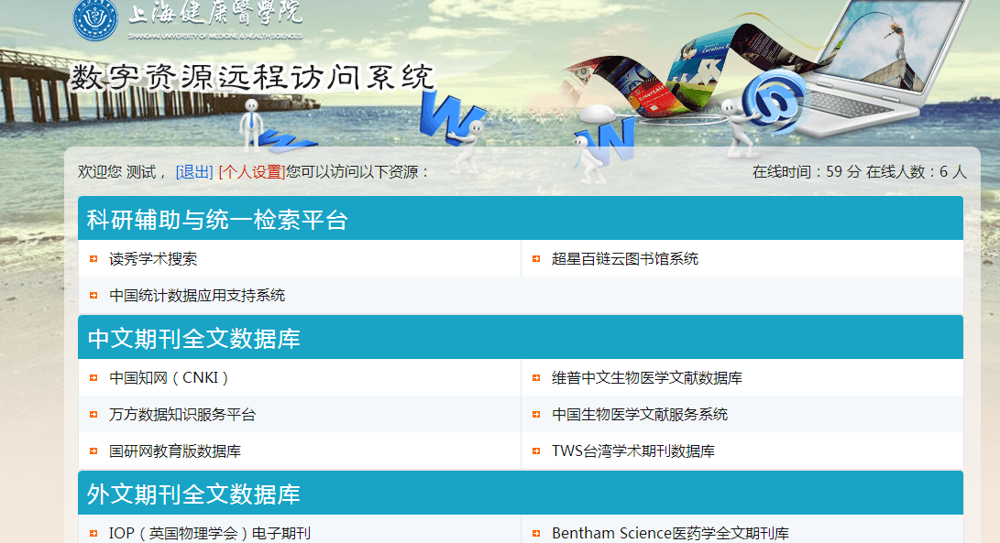 上海健康醫學院
SHANGHAI UNIVERSITY OF MEDICINE & HEALTH SCIENCES
数字资源远程访问系统
欢迎您 测试， [退出] [个人设置]您可以访问以下资源： 在线时间：59 分 在线人数：6 人
科研辅助与统一检索平台
读秀学术搜索 超星百链云图书馆系统
中国统计数据应用支持系统
中文期刊全文数据库
中国知网（CNKI） 维普中文生物医学文献数据库
万方数据知识服务平台 中国生物医学文献服务系统
国研网教育版数据库 TWS台湾学术期刊数据库
外文期刊全文数据库
IOP（英国物理学会）电子期刊 Bentham Science医药学全文期刊库